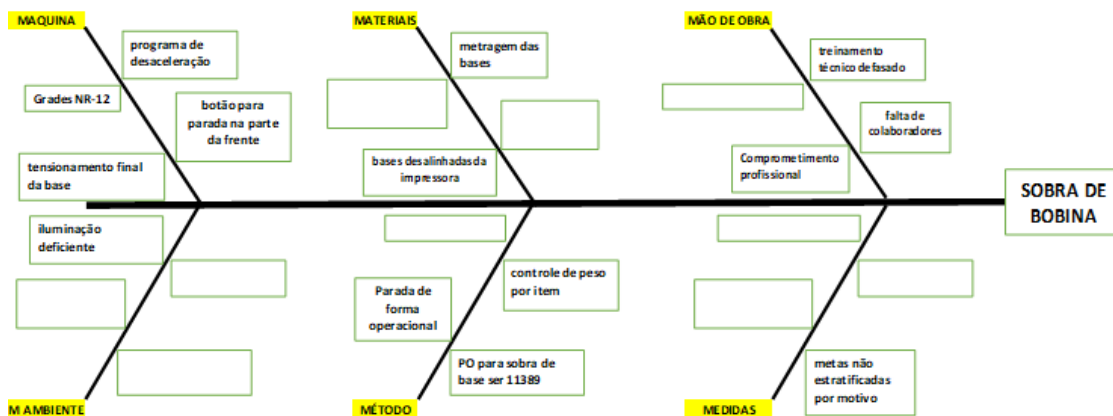 MAQUINA
MATERIAIS
MÃO DE OBRA
programa de
desaceleração
metragem das
bases
treinamento
técnico defasado
Grades NR-12
botão para
parada na parte
da frente
falta de
colaboradores
tensionamento final
da base
bases desalinhadas da
impressora
Comprometimento
profissional
SOBRA DE
BOBINA
iluminação
deficiente
controle de peso
por item
Parada de
forma
operacional
PO para sobra de
base ser 11389
metas não
estratificadas
por motivo
M AMBIENTE
MÉTODO
MEDIDAS